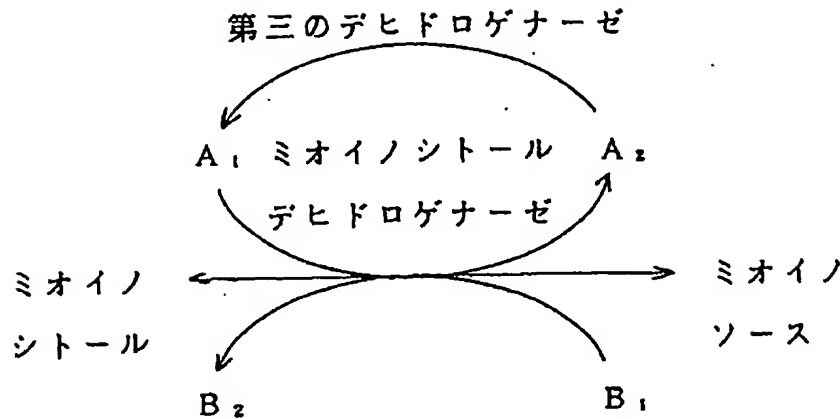 第三のデヒドロゲナーゼ
A₁ ミオイノシトール A₂
デヒドロゲナーゼ
ミオイノ
シトール
ミオイノ
ソース
B₂ B₁